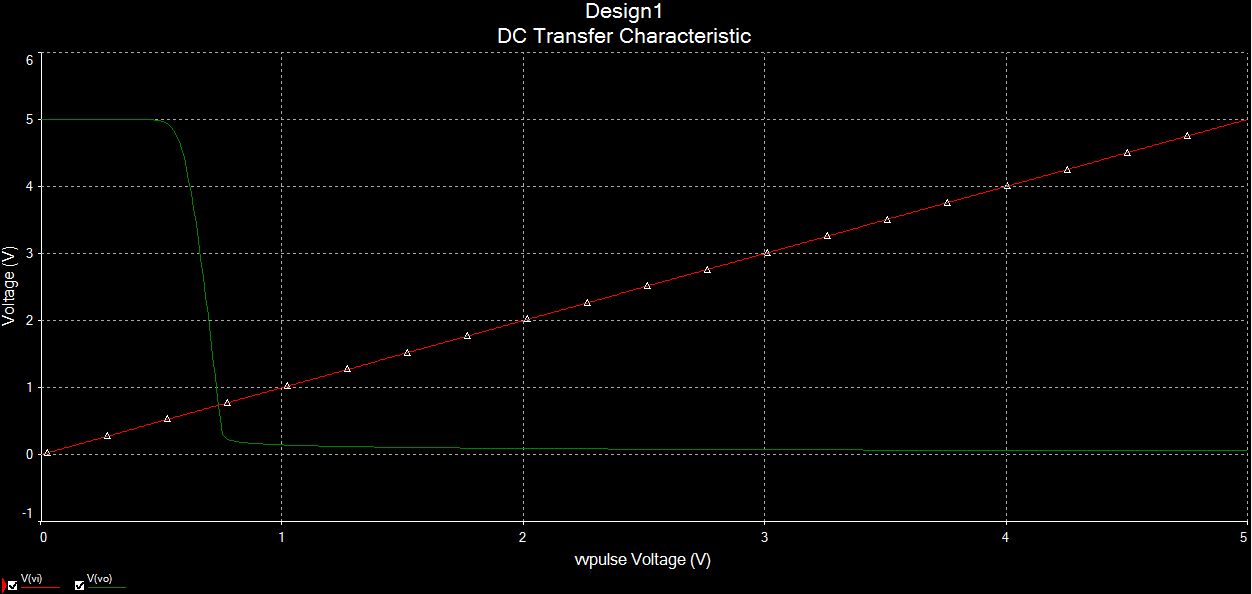 Design1
DC Transfer Characteristic
6
5
4
3
2
1
0
-1
Voltage (V)
0 1 2 3 4 5
vvpulse Voltage (V)
V(vi) V(vo)